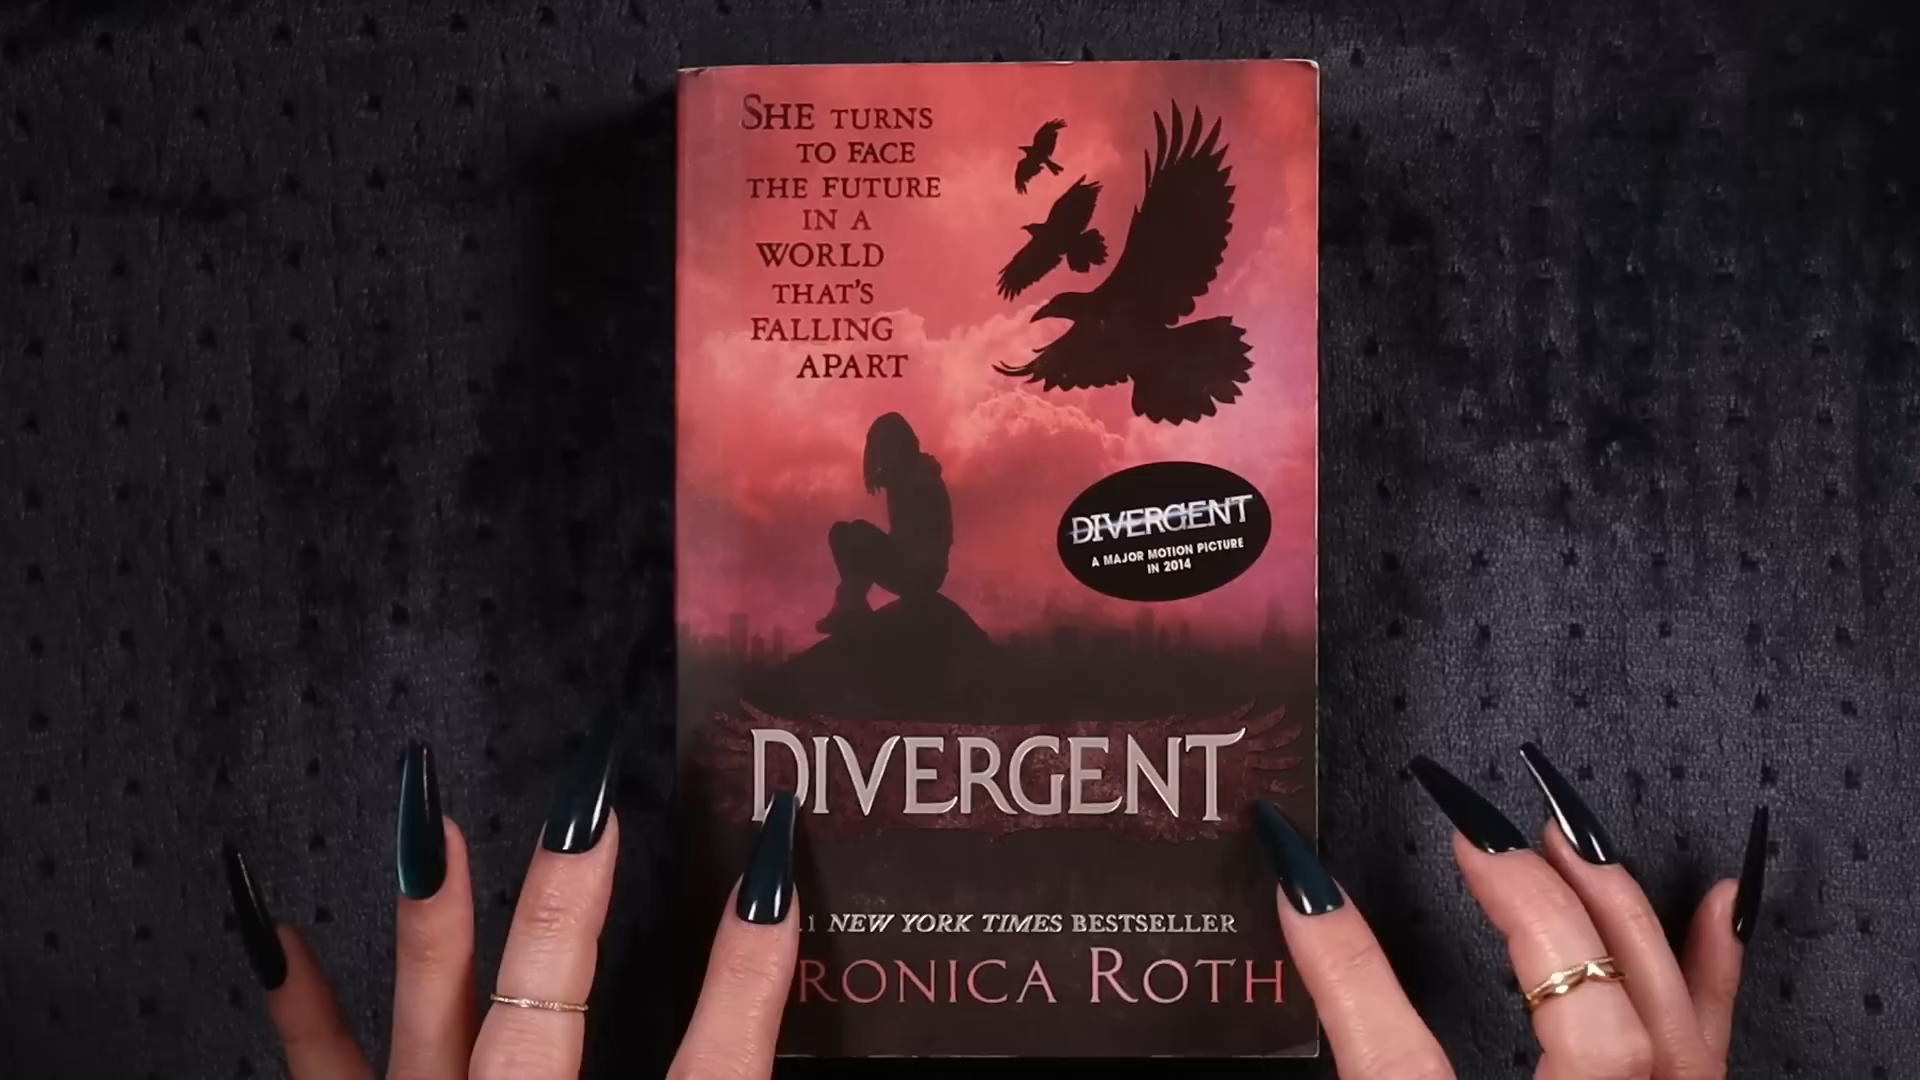 SHE TURNS
TO FACE
THE FUTURE
IN A
WORLD
THAT'S
FALLING
APART
DIVERGENT
A MAJOR MOTION PICTURE
IN 2014
DIVERGENT
1 NEW YORK TIMES BESTSELLER
RONICA ROTH